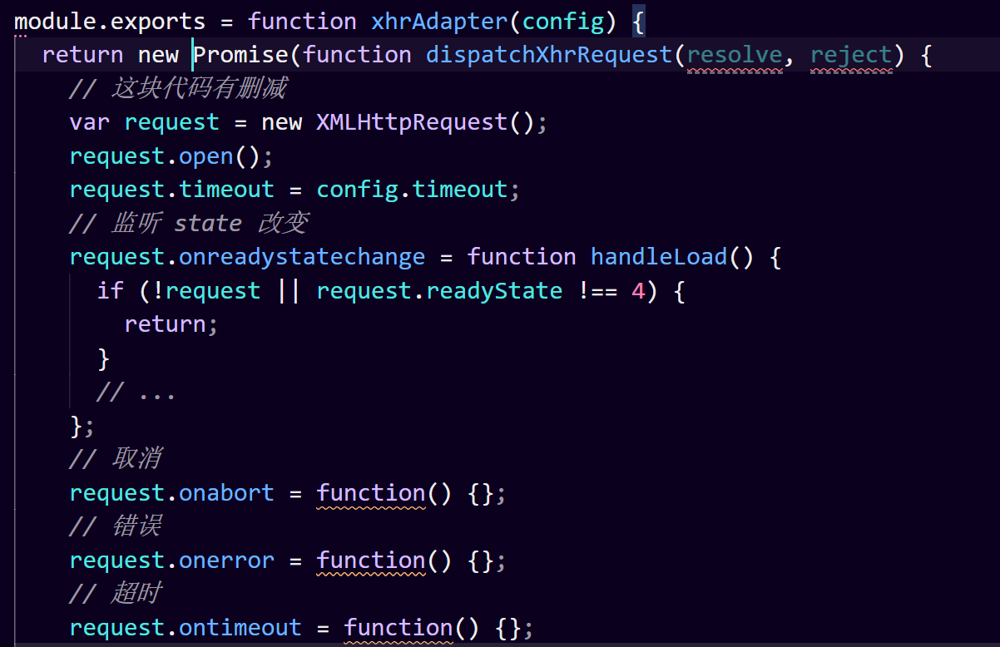 module.exports = function xhrAdapter(config) {
return new Promise(function dispatchXhrRequest(resolve, reject) {
// 这块代码有删减
var request = new XMLHttpRequest();
request.open();
request.timeout = config.timeout;
// 监听 state 改变
request.onreadystatechange = function handleLoad() {
if (!request || request.readyState !== 4) {
return;
}
// ...
};
// 取消
request.onabort = function() {};
// 错误
request.onerror = function() {};
// 超时
request.ontimeout = function() {};